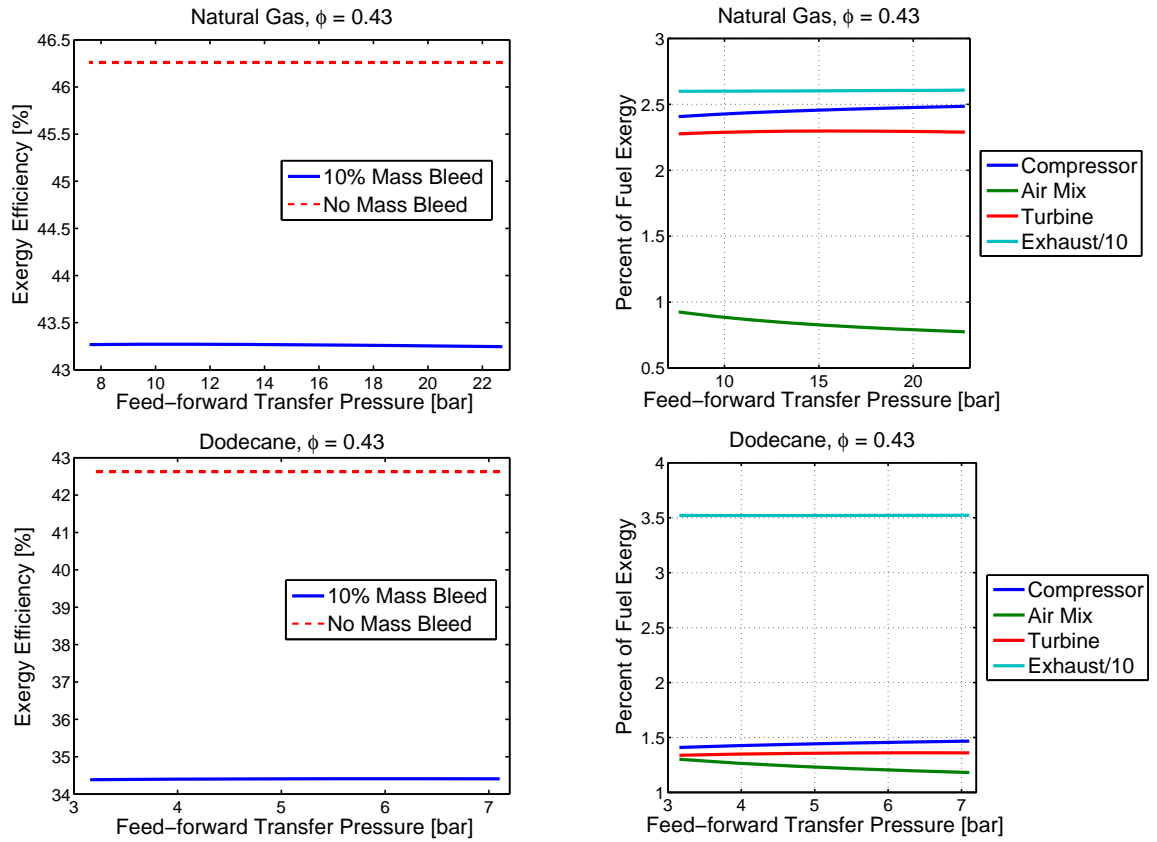 Natural Gas, ϕ = 0.43
46.5
46
45.5
45
44.5
44
43.5
43
8 10 12 14 16 18 20 22
Exergy Efficiency [%]
Feed−forward Transfer Pressure [bar]
10% Mass Bleed
No Mass Bleed
Natural Gas, ϕ = 0.43
3
2.5
2
1.5
1
0.5
10 15 20
Percent of Fuel Exergy
Feed−forward Transfer Pressure [bar]
Compressor
Air Mix
Turbine
Exhaust/10
Dodecane, ϕ = 0.43
43
42
41
40
39
38
37
36
35
34
3 4 5 6 7
Exergy Efficiency [%]
Feed−forward Transfer Pressure [bar]
10% Mass Bleed
No Mass Bleed
Dodecane, ϕ = 0.43
4
3.5
3
2.5
2
1.5
1
3 4 5 6 7
Percent of Fuel Exergy
Feed−forward Transfer Pressure [bar]
Compressor
Air Mix
Turbine
Exhaust/10